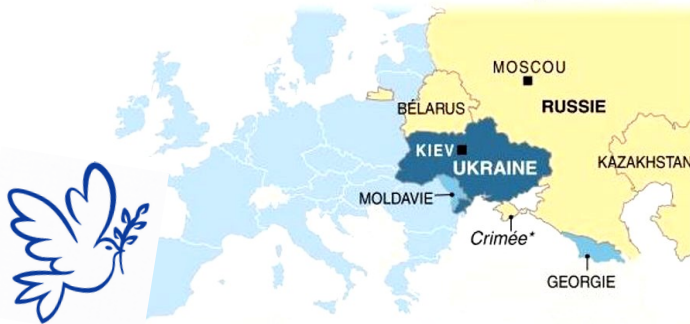 MOSCOU
RUSSIE
BÉLARUS
KIEV
UKRAINE
KAZAKHSTAN
MOLDAVIE
Crimée*
GEORGIE